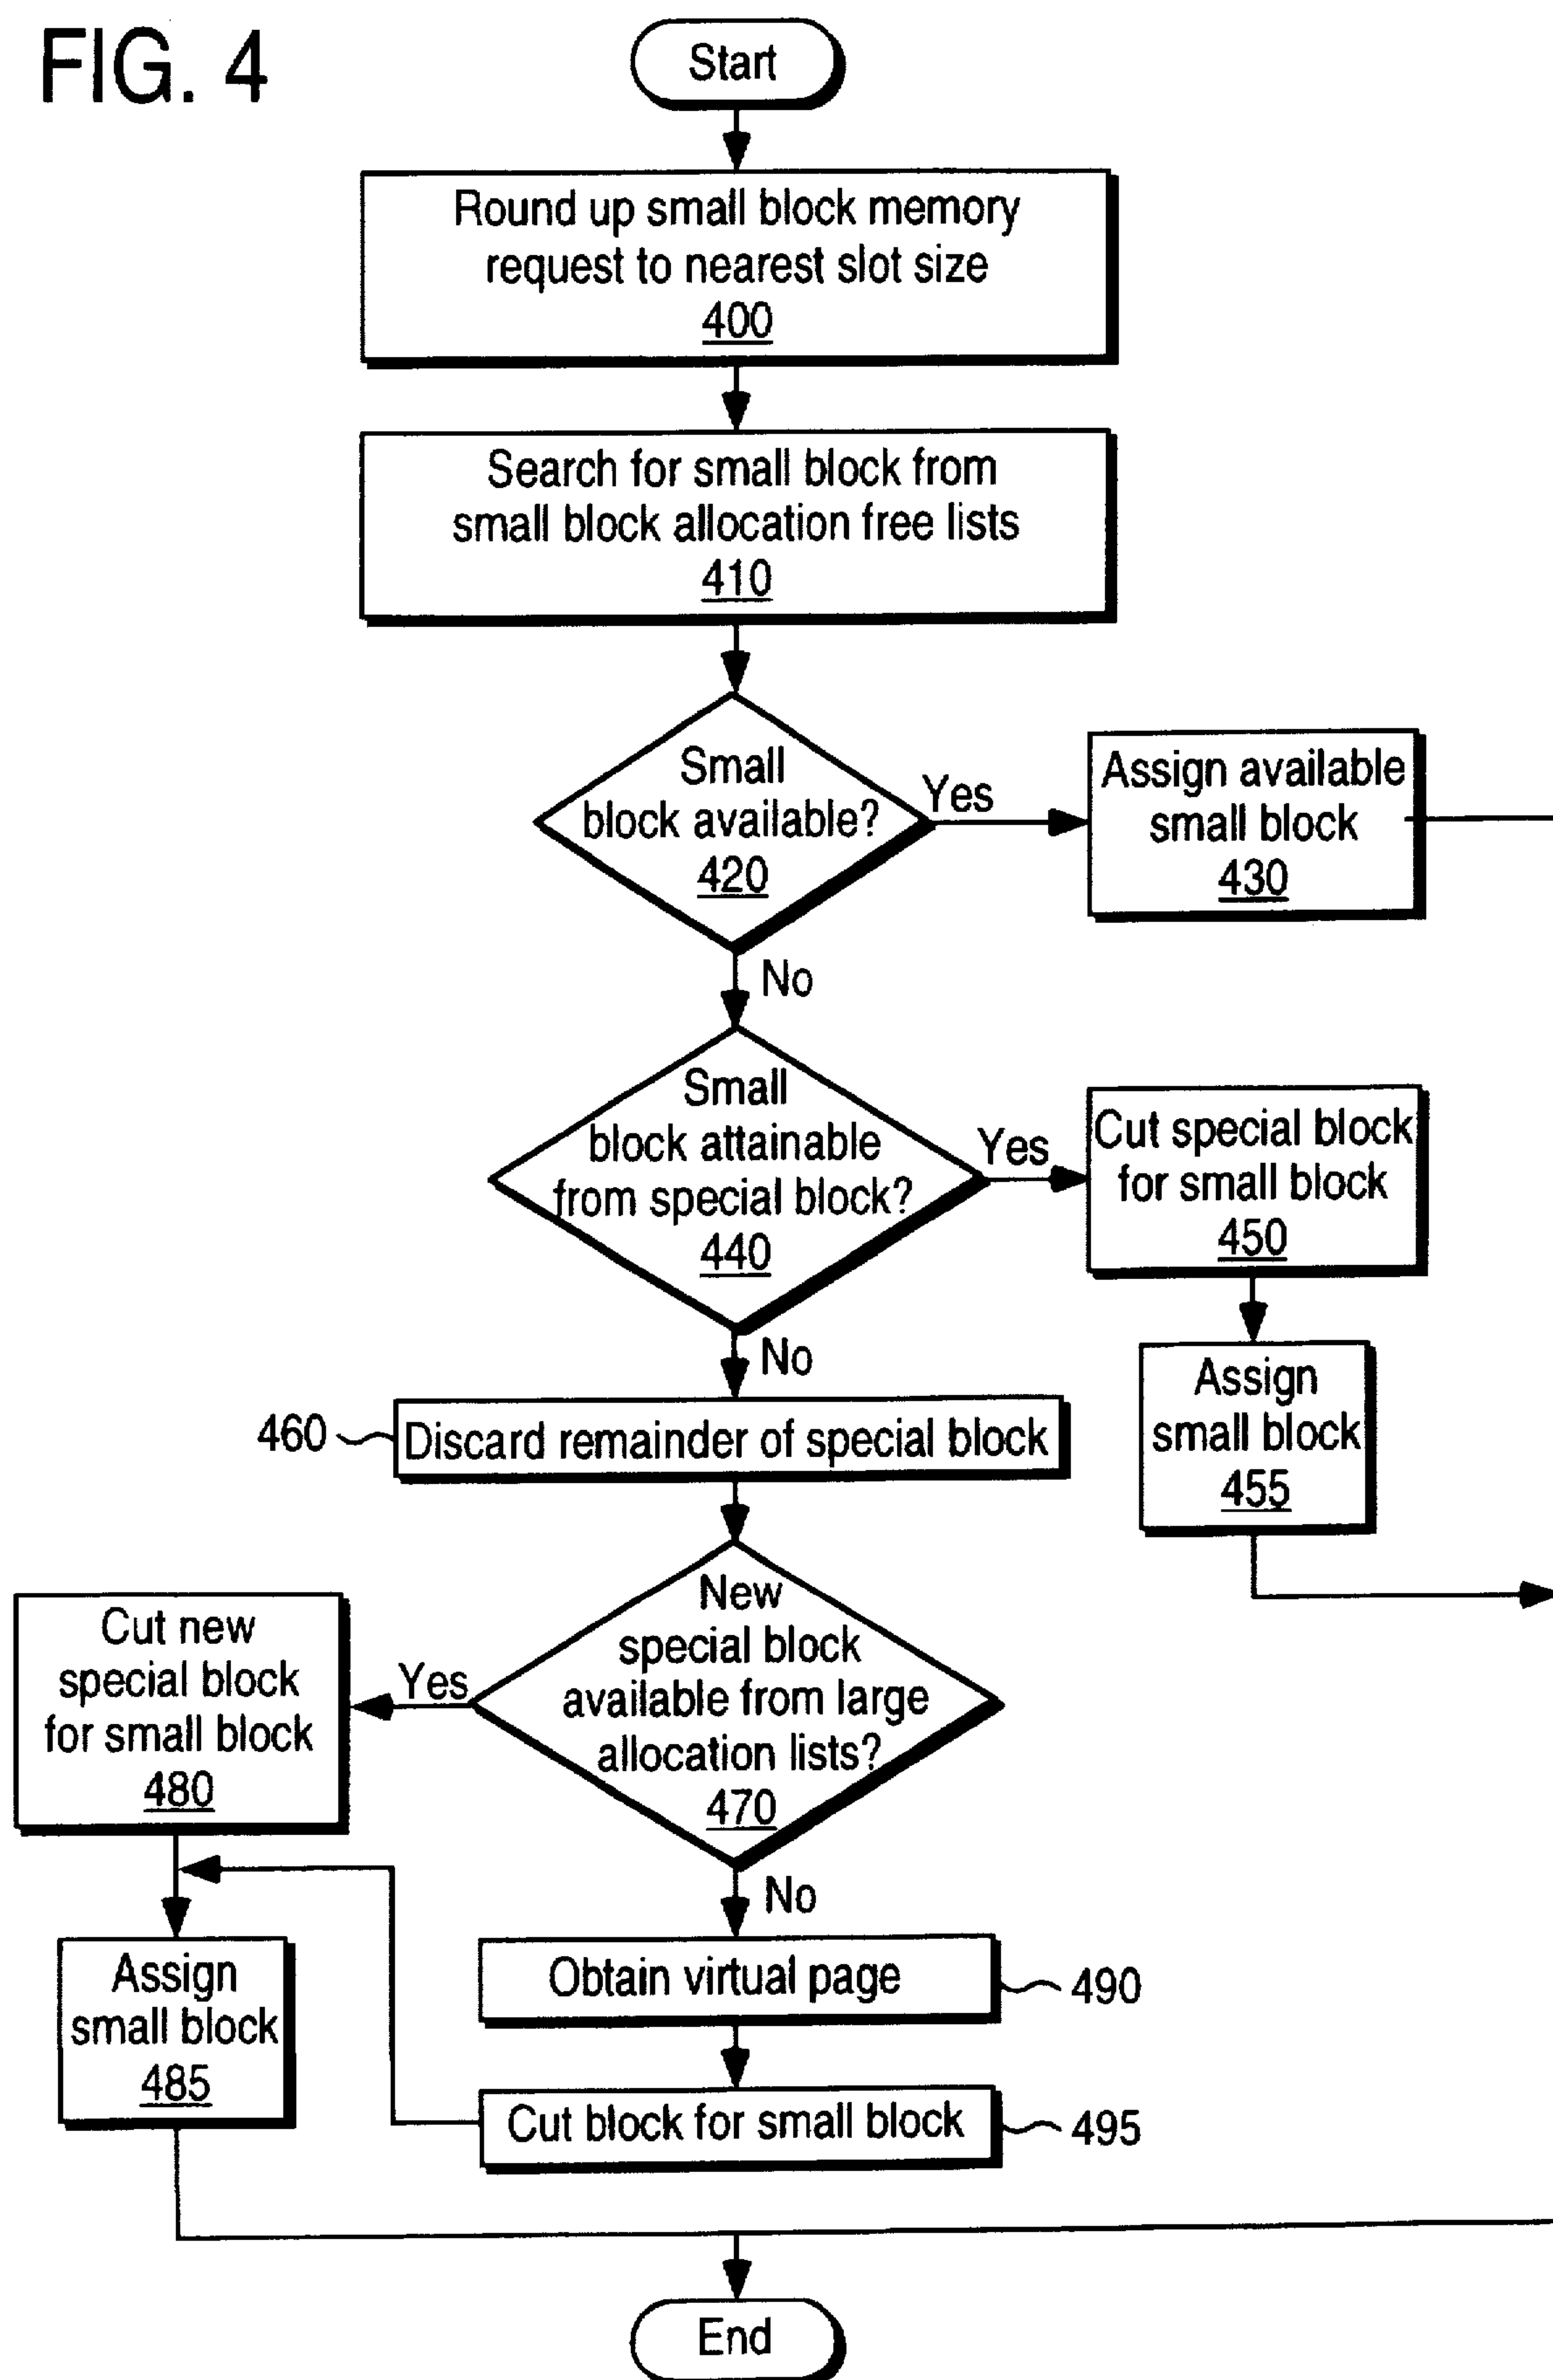 FIG. 4
Start
Round up small block memory
request to nearest slot size
400
Search for small block from
small block allocation free lists
410
Small
block available?
420
Yes
Assign available
small block
430
No
Small
block attainable
from special block?
440
Yes
Cut special block
for small block
450
Assign
small block
455
No
460
Discard remainder of special block
New
special block
available from large
allocation lists?
470
Yes
Cut new
special block
for small block
480
Assign
small block
485
No
Obtain virtual page
490
Cut block for small block
495
End